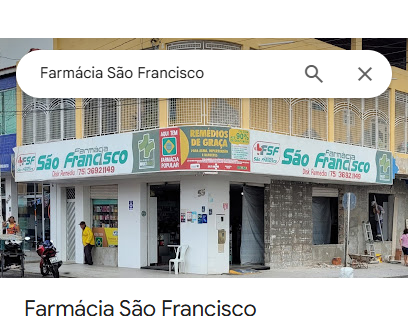 Farmácia São Francisco
FSF
Farmácia
São Francisco
Disk Remédio (75) 36921149
AQUI TEM
FARMÁCIA
POPULAR
REMÉDIOS
DE GRAÇA
FSF
Farmácia
São Francisco
Disk Remédio (75) 36921149
Farmácia São Francisco